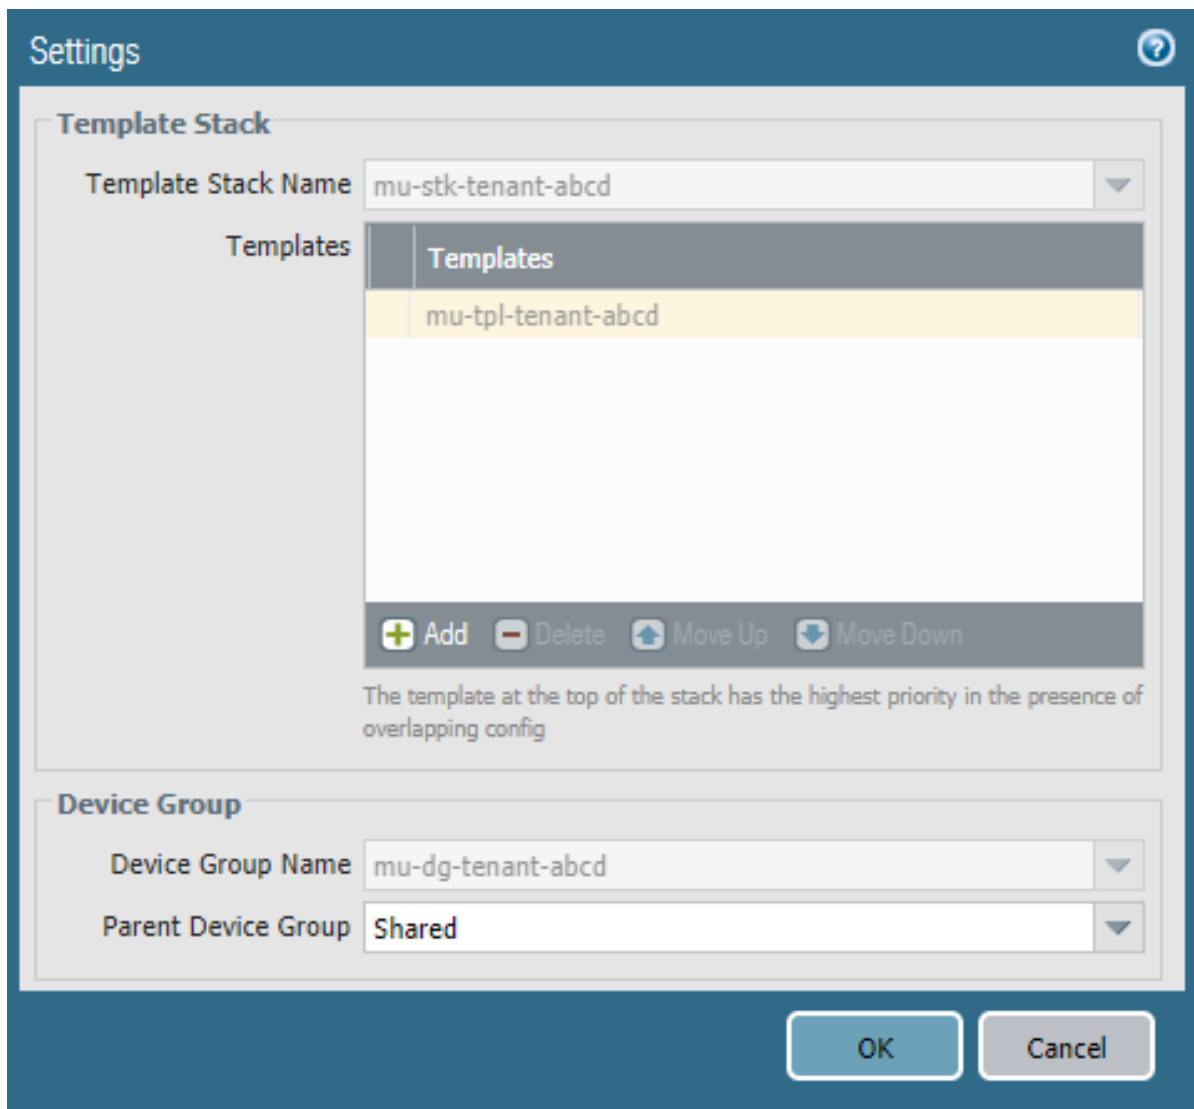 Settings
Template Stack
Template Stack Name mu-stk-tenant-abcd
Templates
Templates
mu-tpl-tenant-abcd
Add Delete Move Up Move Down
The template at the top of the stack has the highest priority in the presence of
overlapping config
Device Group
Device Group Name mu-dg-tenant-abcd
Parent Device Group Shared
OK Cancel